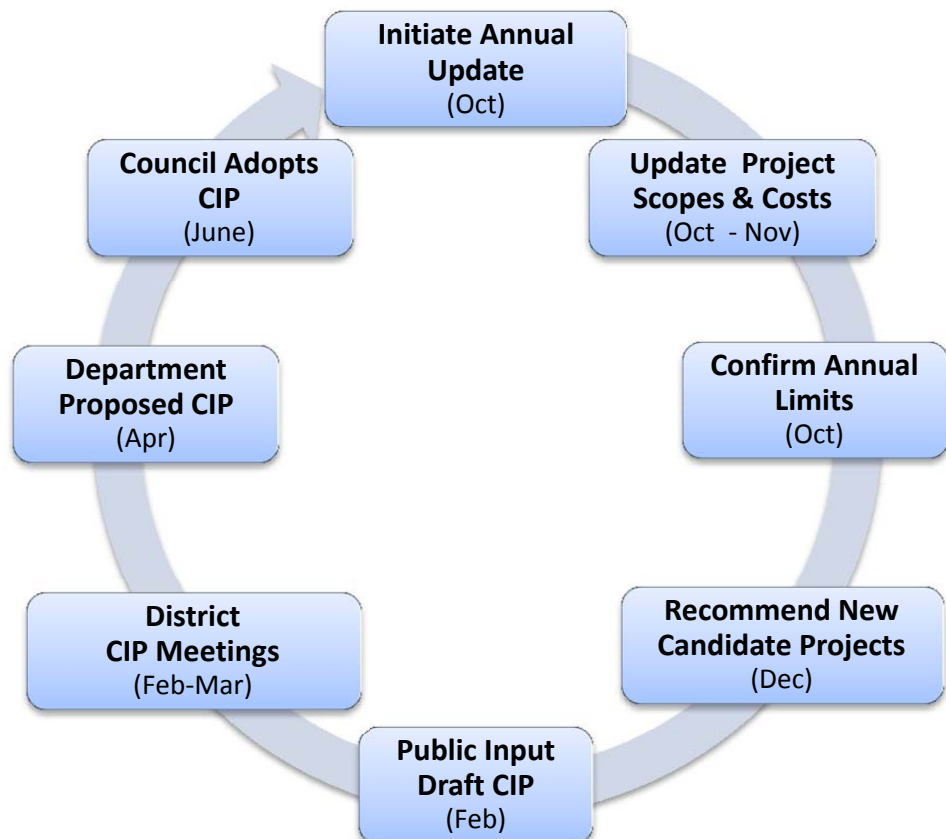 Initiate Annual
Update
(Oct)
Update Project
Scopes & Costs
(Oct - Nov)
Confirm Annual
Limits
(Oct)
Recommend New
Candidate Projects
(Dec)
Public Input
Draft CIP
(Feb)
District
CIP Meetings
(Feb-Mar)
Department
Proposed CIP
(Apr)
Council Adopts
CIP
(June)